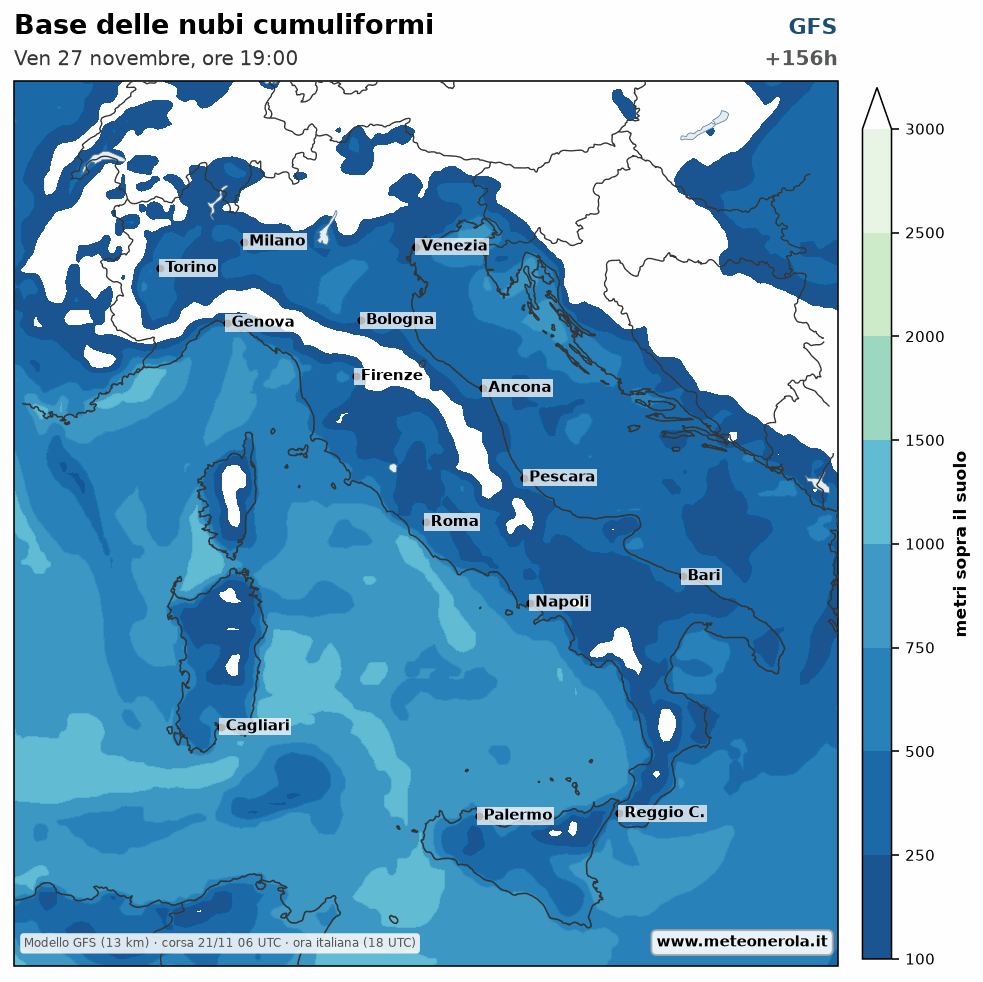 Base delle nubi cumuliformi
GFS
Ven 27 novembre, ore 19:00
+156h
Milano
Venezia
Torino
Genova
Bologna
Firenze
Ancona
Pescara
Roma
Bari
Napoli
Cagliari
Palermo
Reggio C.
3000
2500
2000
1500
1000
750
500
250
100
metri sopra il suolo
Modello GFS (13 km) · corsa 21/11 06 UTC · ora italiana (18 UTC)
www.meteonerola.it